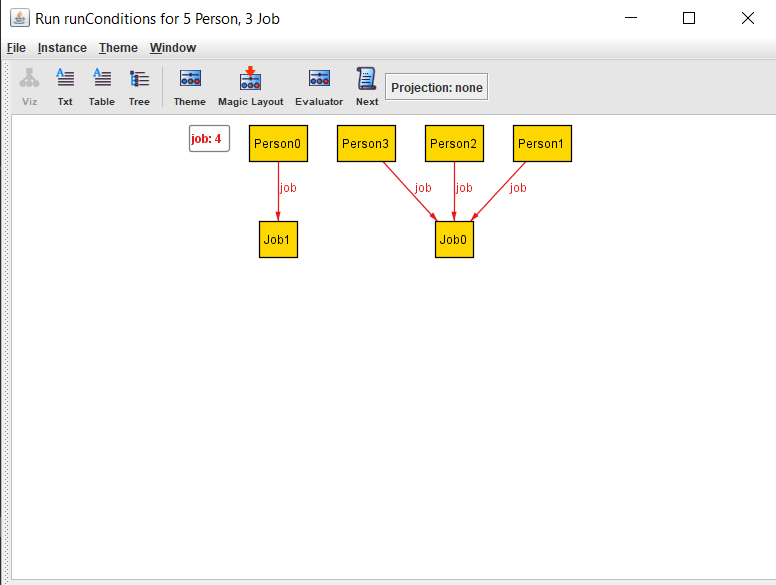 Run runConditions for 5 Person, 3 Job
File Instance Theme Window
Viz Txt Table Tree Theme Magic Layout Evaluator Next Projection: none
job: 4 Person0 Person3 Person2 Person1
job job job job
Job1 Job0